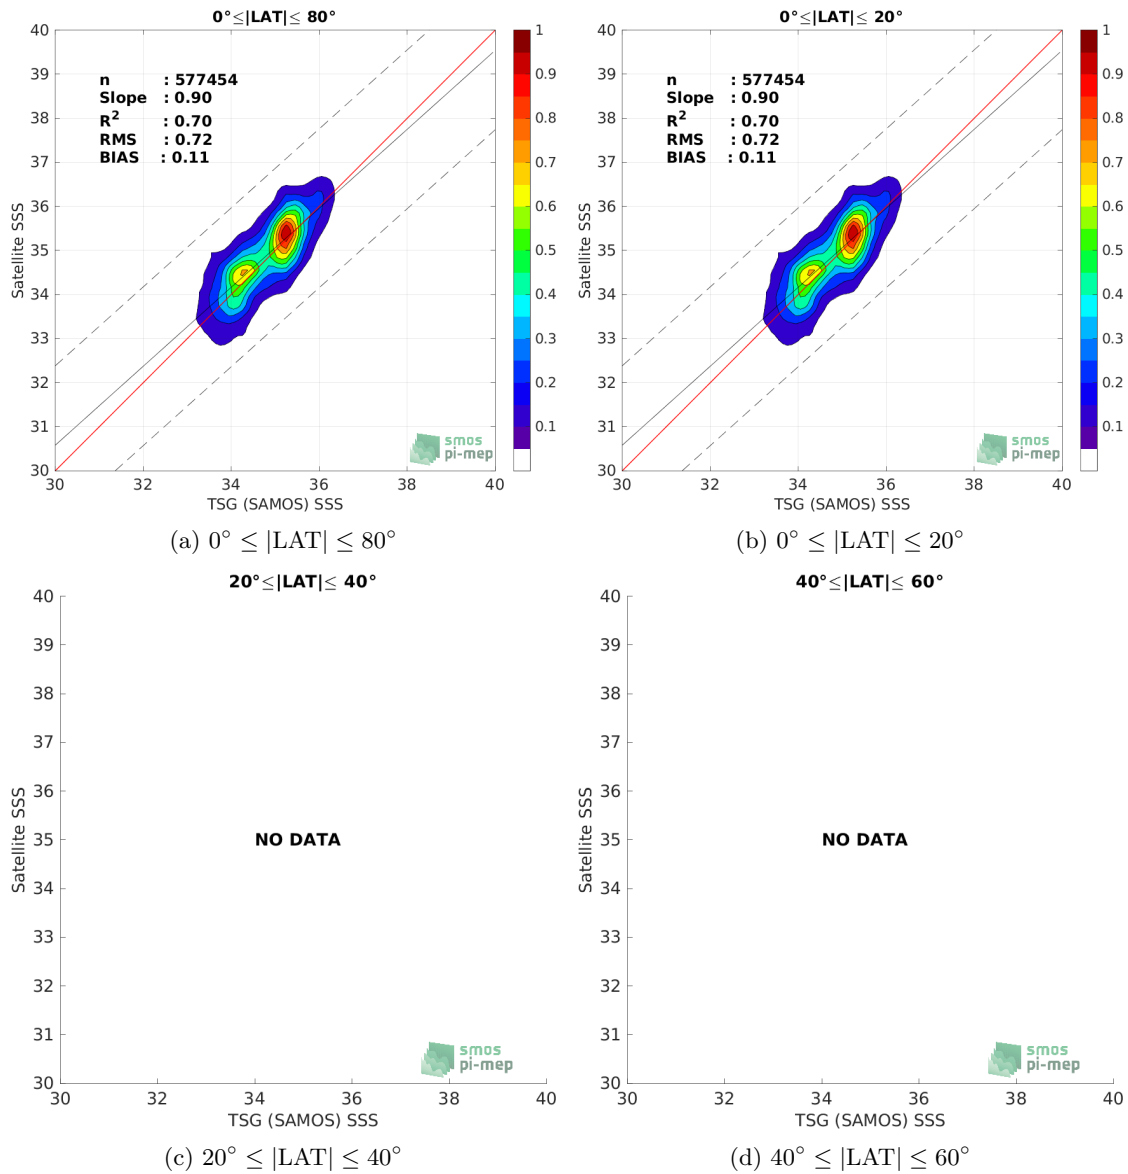 0°≤|LAT|≤ 80°
40
39
38
37
36
35
34
33
32
31
30
Satellite SSS
n : 577454
Slope : 0.90
R2 : 0.70
RMS : 0.72
BIAS : 0.11
smos
pi-mep
30 32 34 36 38 40
TSG (SAMOS) SSS
1
0.9
0.8
0.7
0.6
0.5
0.4
0.3
0.2
0.1
(a) 0° ≤ |LAT| ≤ 80°
0°≤|LAT|≤ 20°
40
39
38
37
36
35
34
33
32
31
30
Satellite SSS
n : 577454
Slope : 0.90
R2 : 0.70
RMS : 0.72
BIAS : 0.11
smos
pi-mep
30 32 34 36 38 40
TSG (SAMOS) SSS
1
0.9
0.8
0.7
0.6
0.5
0.4
0.3
0.2
0.1
(b) 0° ≤ |LAT| ≤ 20°
20°≤|LAT|≤ 40°
40
39
38
37
36
35
34
33
32
31
30
Satellite SSS
NO DATA
smos
pi-mep
30 32 34 36 38 40
TSG (SAMOS) SSS
(c) 20° ≤ |LAT| ≤ 40°
40°≤|LAT|≤ 60°
40
39
38
37
36
35
34
33
32
31
30
Satellite SSS
NO DATA
smos
pi-mep
30 32 34 36 38 40
TSG (SAMOS) SSS
(d) 40° ≤ |LAT| ≤ 60°